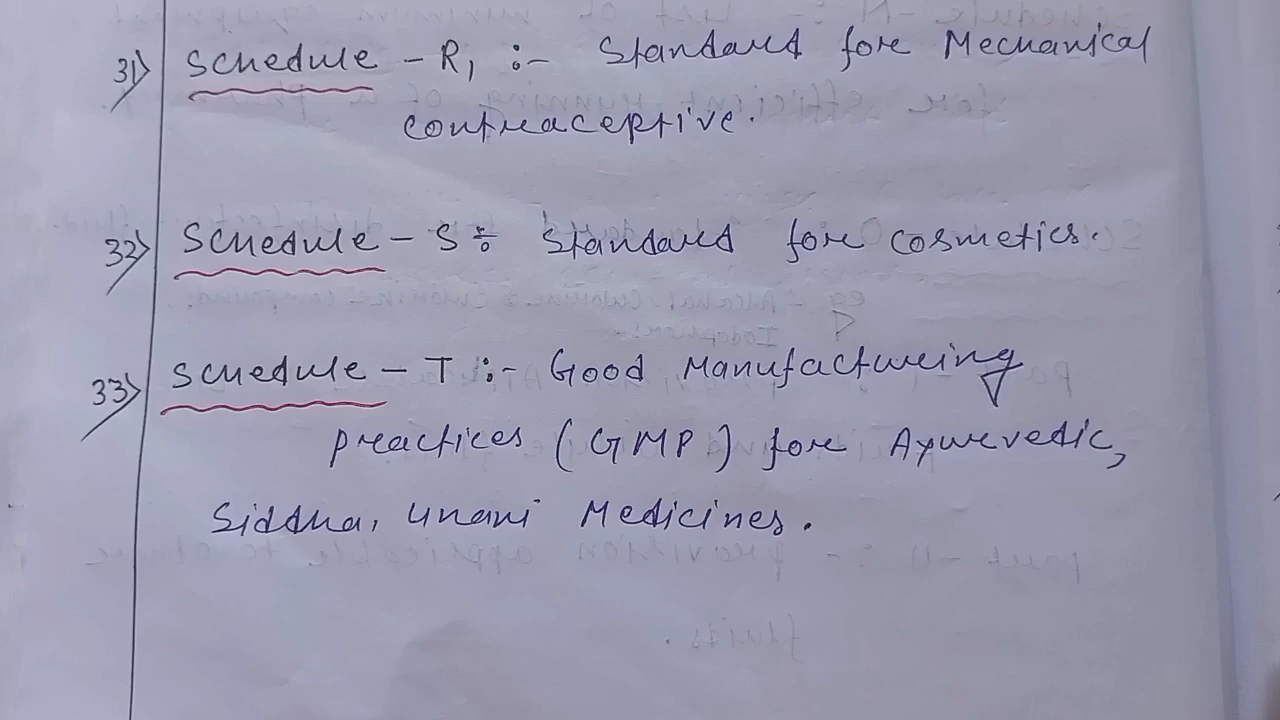 31) Schedule - R, :- Standard for Mechanical
contraceptive.
32) Schedule - S :- Standard for cosmetics.
33) Schedule - T :- Good Manufacturing
practices (GMP) for Ayurvedic,
Siddha, Unani Medicines.